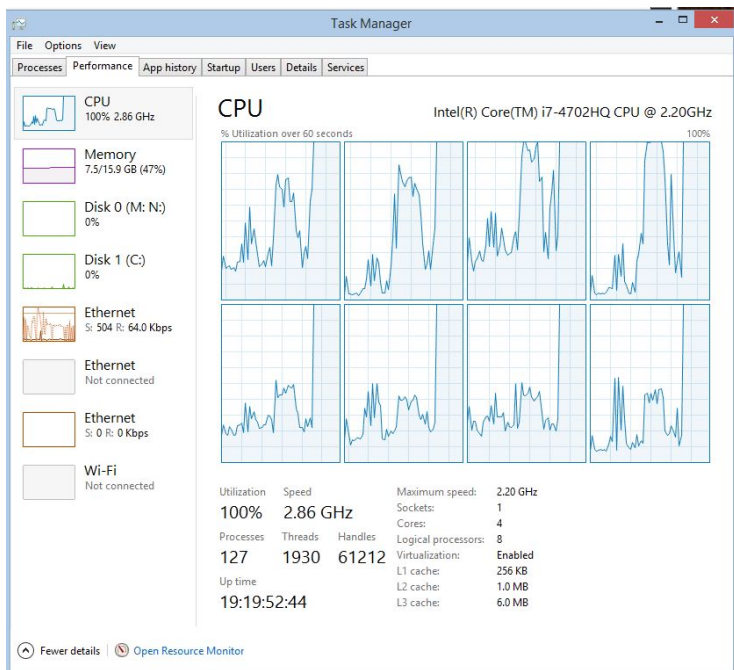 Task Manager
File Options View
Processes Performance App history Startup Users Details Services
CPU
100% 2.86 GHz
Memory
7.5/15.9 GB (47%)
Disk 0 (M: N:)
0%
Disk 1 (C:)
0%
Ethernet
S: 504 R: 64.0 Kbps
Ethernet
Not connected
Ethernet
S: 0 R: 0 Kbps
Wi-Fi
Not connected
CPU Intel(R) Core(TM) i7-4702HQ CPU @ 2.20GHz
% Utilization over 60 seconds 100%
Utilization Speed
100% 2.86 GHz
Processes Threads Handles
127 1930 61212
Up time
19:19:52:44
Maximum speed: 2.20 GHz
Sockets: 1
Cores: 4
Logical processors: 8
Virtualization: Enabled
L1 cache: 256 KB
L2 cache: 1.0 MB
L3 cache: 6.0 MB
Fewer details Open Resource Monitor